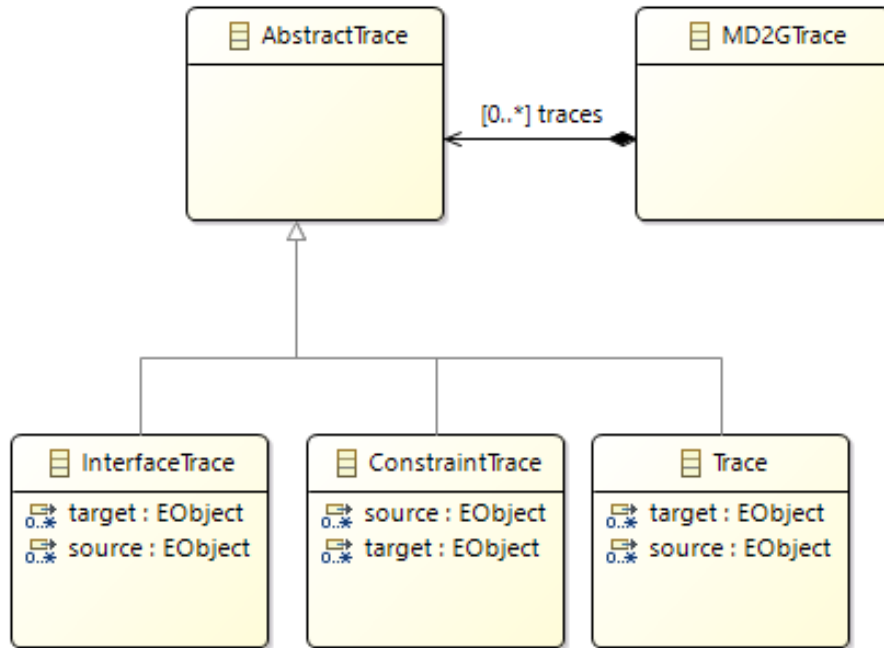 AbstractTrace
MD2GTrace
[0..*] traces
InterfaceTrace
0..* target : EObject
0..* source : EObject
ConstraintTrace
0..* source : EObject
0..* target : EObject
Trace
0..* target : EObject
0..* source : EObject